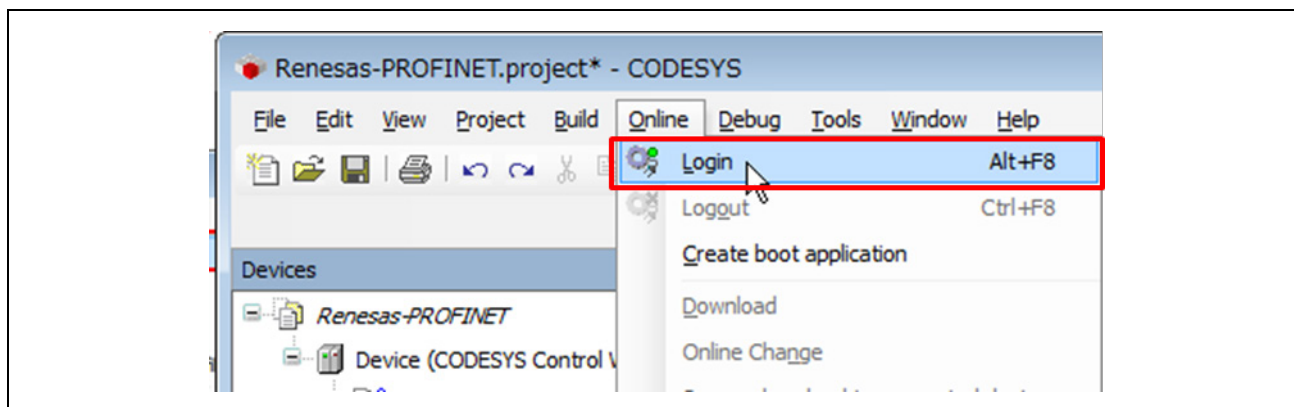 Renesas-PROFINET.project* - CODESYS
File Edit View Project Build Online Debug Tools Window Help
Login Alt+F8
Logout Ctrl+F8
Create boot application
Devices
Download
Renesas-PROFINET
Online Change
Device (CODESYS Control